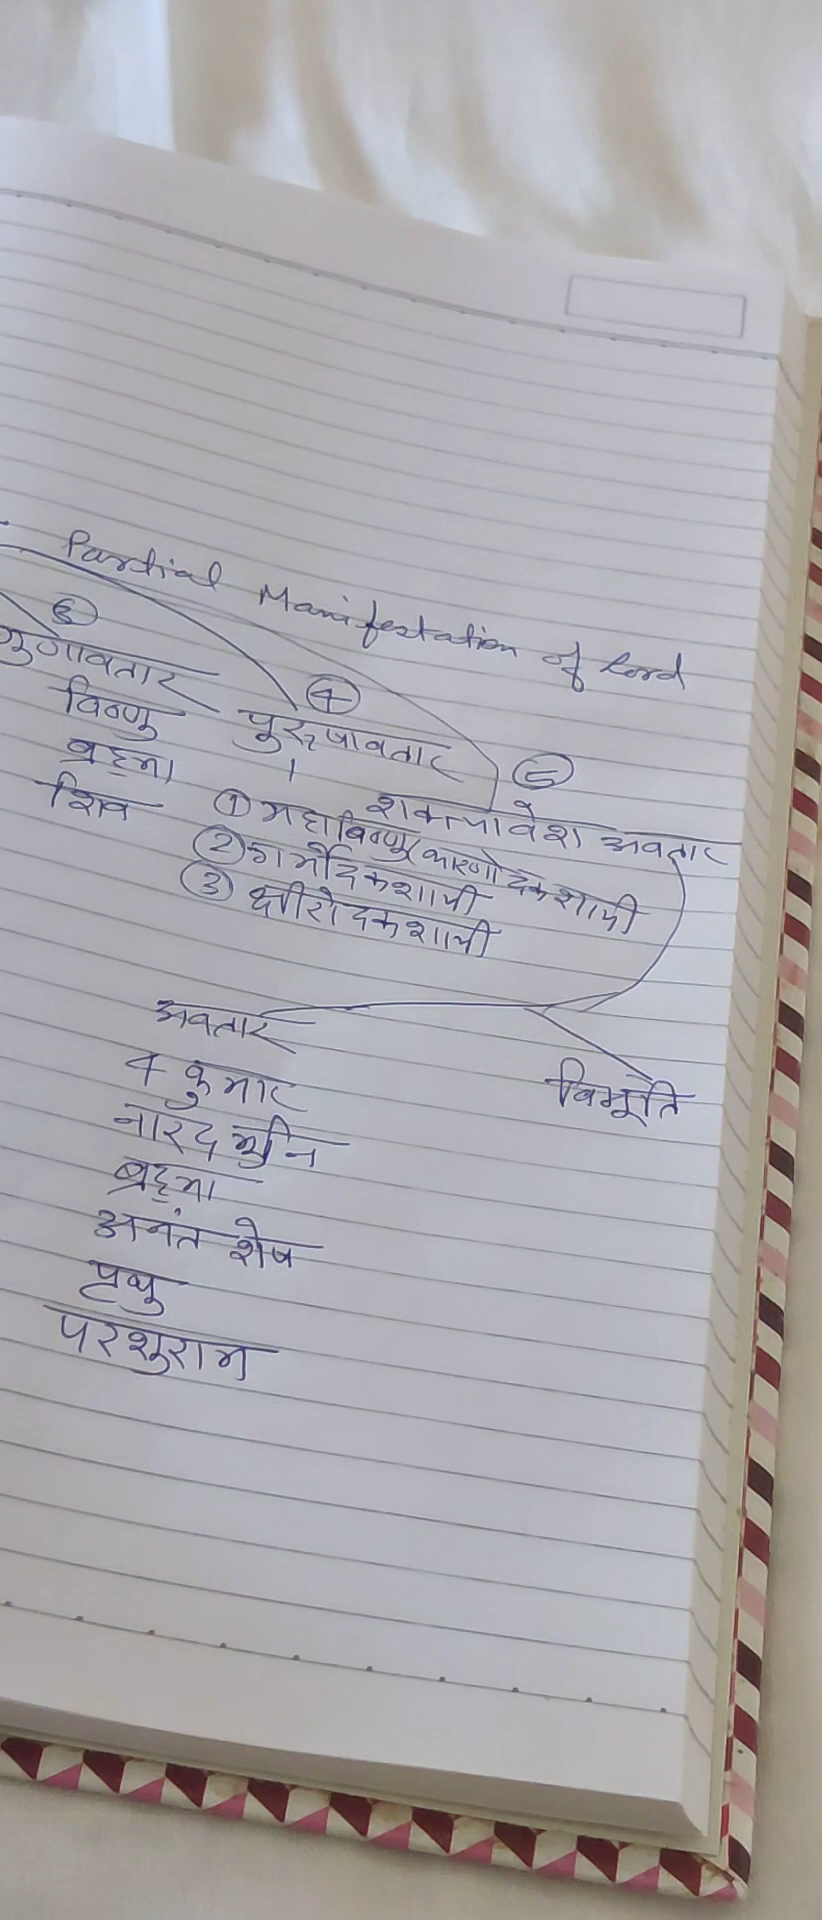 Partial Manifestation of Lord
③
गुणावतार
विष्णु
ब्रह्मा
शिव
④
पुरुषावतार
① महाविष्णु (कारणोदकशायी
② गर्भोदकशायी
③ क्षीरोदकशायी
⑤
शक्त्यावेश अवतार
अवतार
4 कुमार
नारद मुनि
ब्रह्मा
अनंत शेष
पृथु
परशुराम
विभूति